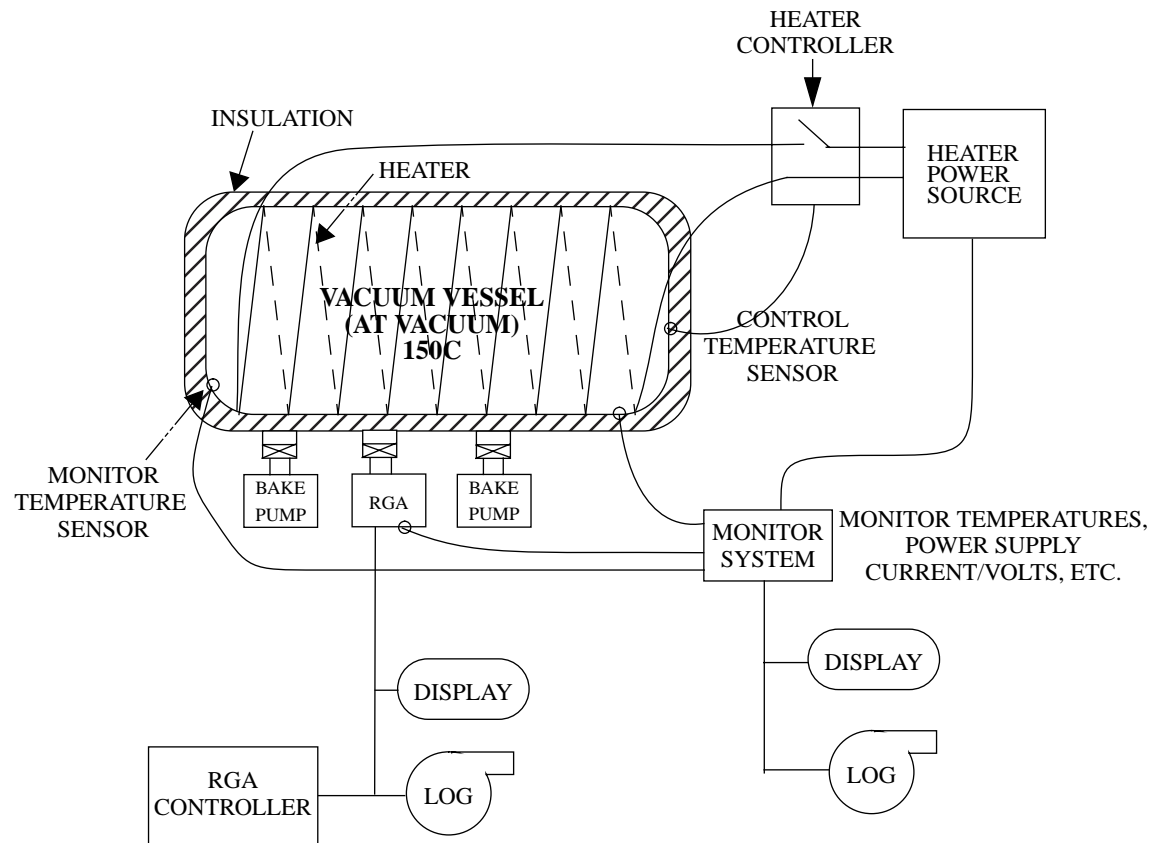 HEATER
CONTROLLER
INSULATION
HEATER
HEATER
POWER
SOURCE
VACUUM VESSEL
(AT VACUUM)
150C
CONTROL
TEMPERATURE
SENSOR
MONITOR
TEMPERATURE
SENSOR
BAKE
PUMP
RGA
BAKE
PUMP
MONITOR
SYSTEM
MONITOR TEMPERATURES,
POWER SUPPLY
CURRENT/VOLTS, ETC.
DISPLAY
DISPLAY
RGA
CONTROLLER
LOG
LOG